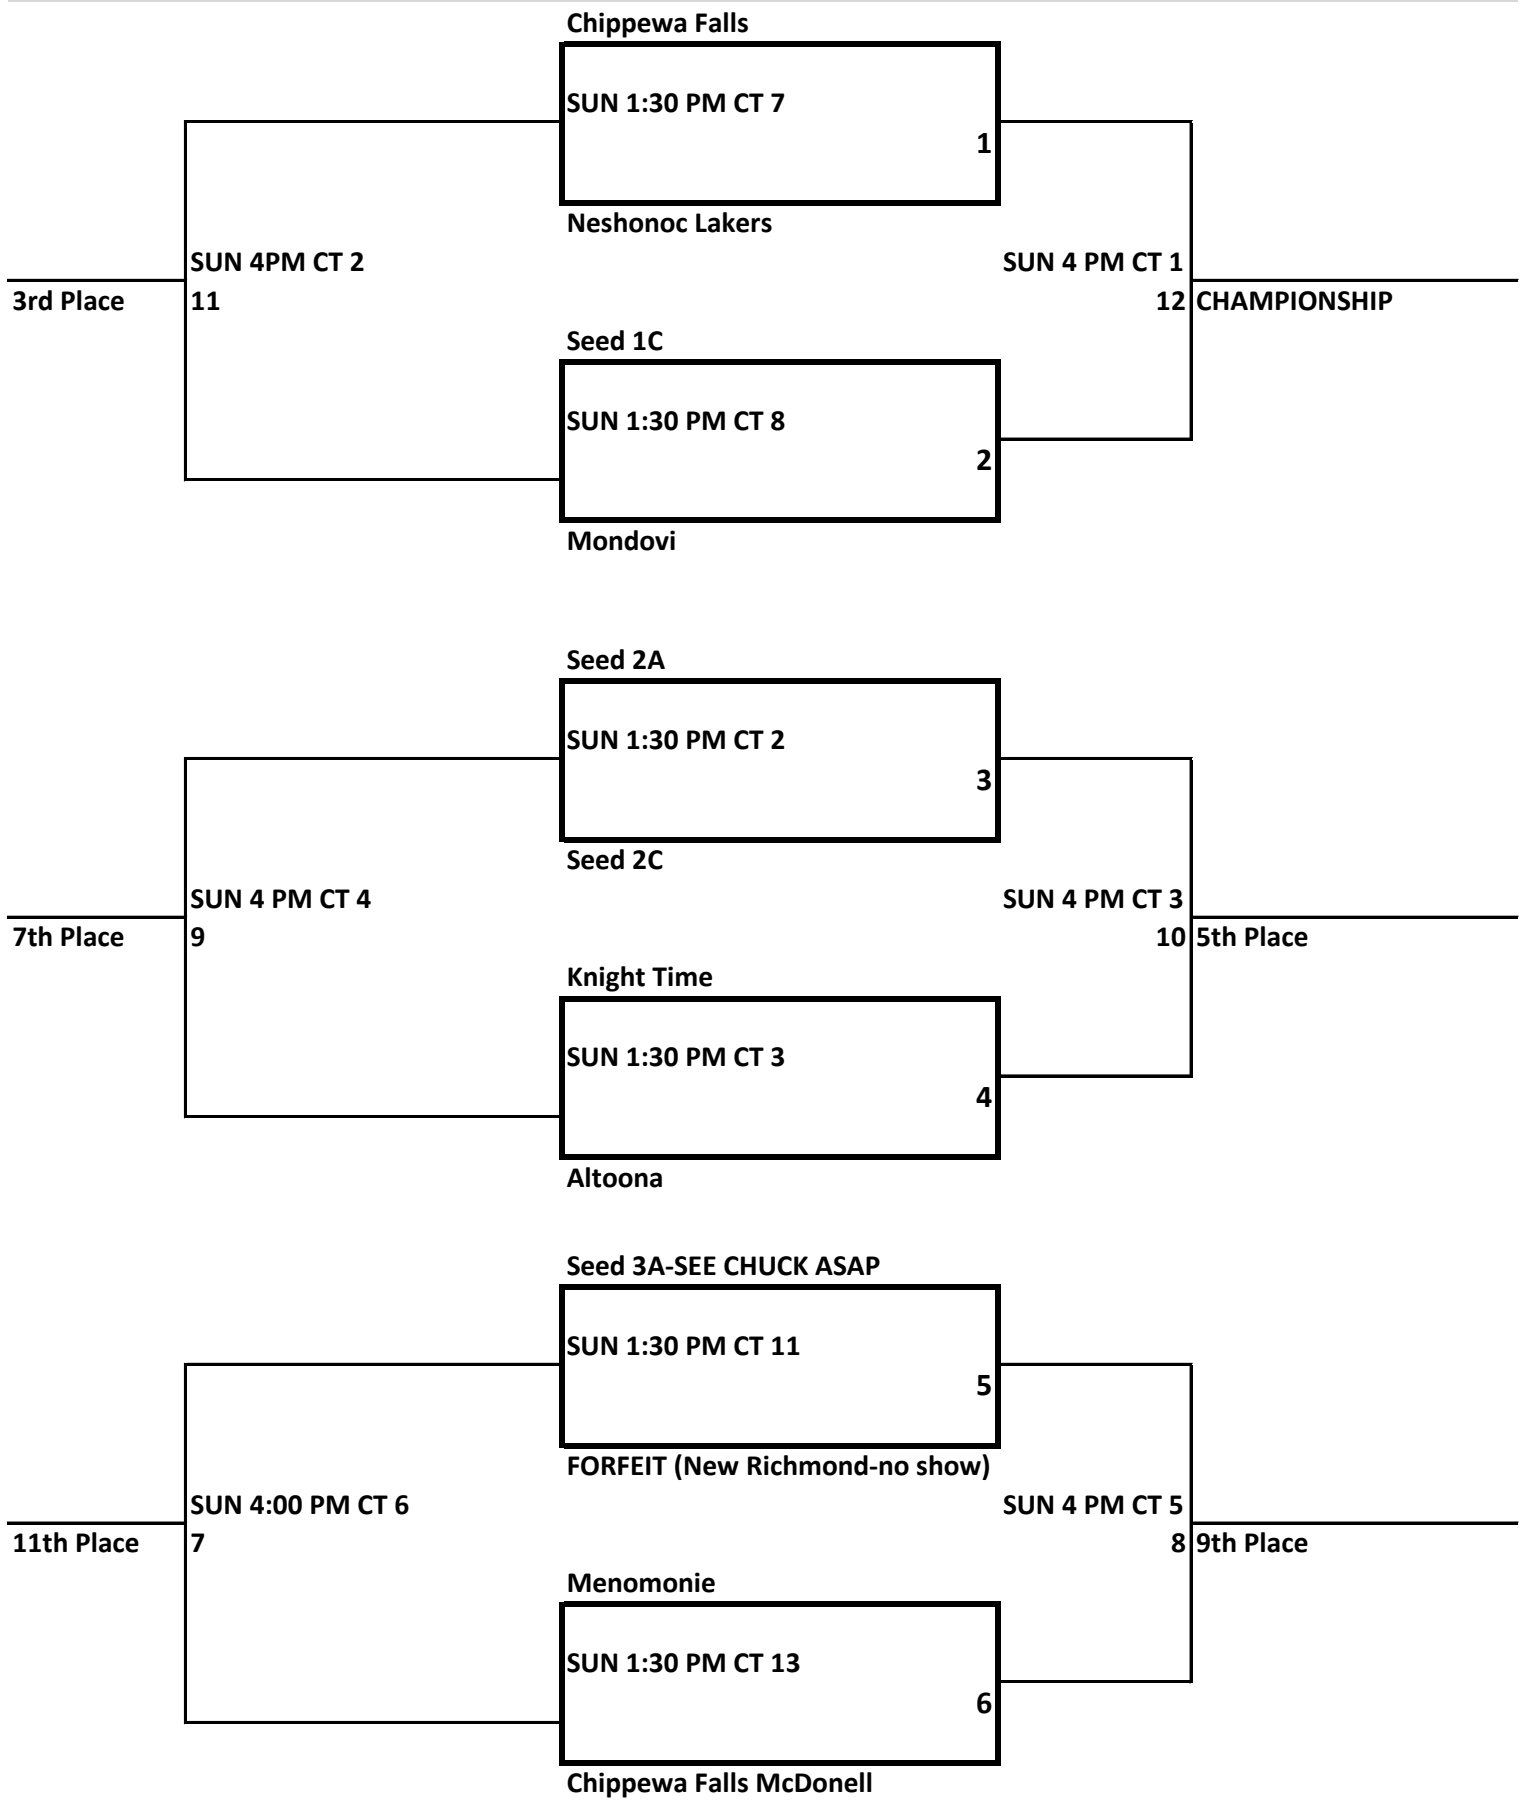 Chippewa Falls
SUN 1:30 PM CT 7
1
Neshonoc Lakers
SUN 4PM CT 2
SUN 4 PM CT 1
3rd Place
11
12
CHAMPIONSHIP
Seed 1C
SUN 1:30 PM CT 8
2
Mondovi
Seed 2A
SUN 1:30 PM CT 2
3
Seed 2C
SUN 4 PM CT 4
SUN 4 PM CT 3
7th Place
9
10
5th Place
Knight Time
SUN 1:30 PM CT 3
4
Altoona
Seed 3A-SEE CHUCK ASAP
SUN 1:30 PM CT 11
5
FORFEIT (New Richmond-no show)
SUN 4:00 PM CT 6
SUN 4 PM CT 5
11th Place
7
8
9th Place
Menomonie
SUN 1:30 PM CT 13
6
Chippewa Falls McDonell